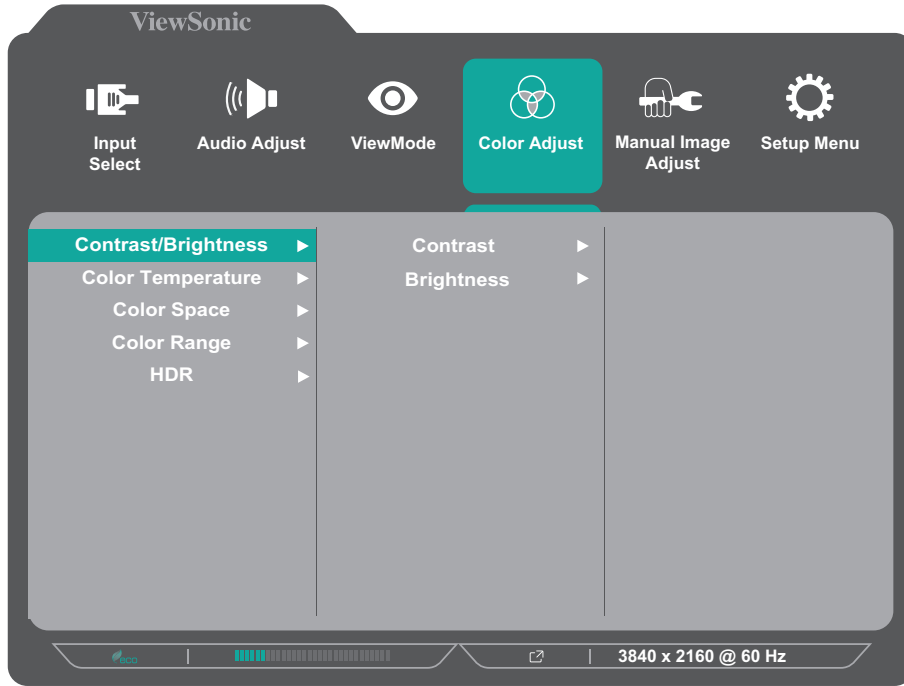 ViewSonic
Input Select
Audio Adjust
ViewMode
Color Adjust
Manual Image Adjust
Setup Menu
Contrast/Brightness
Contrast
Color Temperature
Brightness
Color Space
Color Range
HDR
eco
3840 x 2160 @ 60 Hz